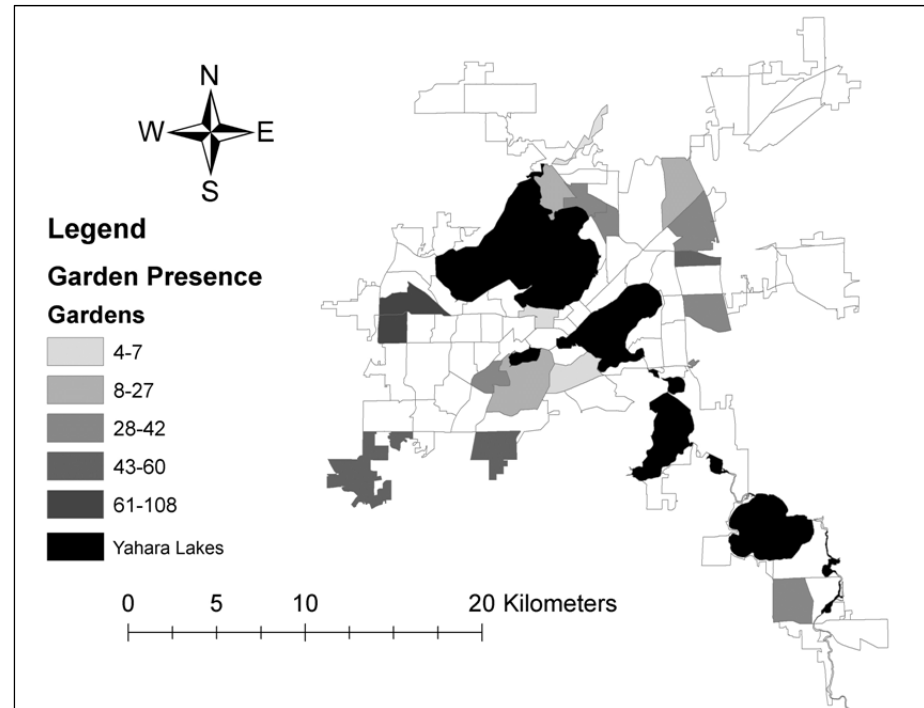 N
W E
S
Legend
Garden Presence
Gardens
4-7
8-27
28-42
43-60
61-108
Yahara Lakes
0 5 10 20 Kilometers